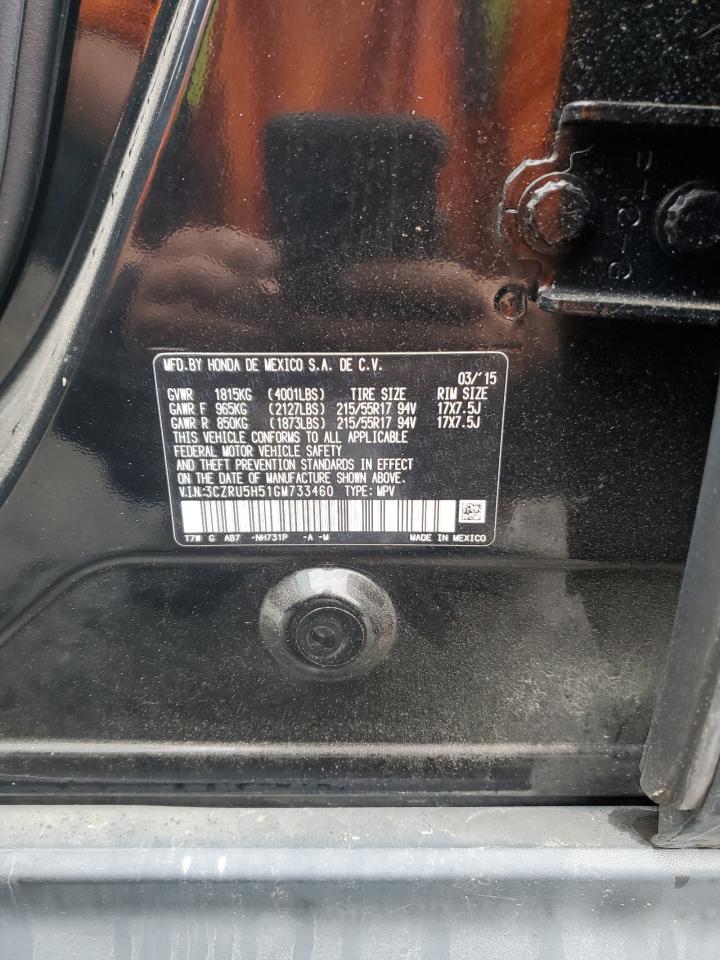 MFD.BY HONDA DE MEXICO S.A. DE C.V.
03/'15
GVWR 1815KG (4001LBS) TIRE SIZE RIM SIZE
GAWR F 965KG (2127LBS) 215/55R17 94V 17X7.5J
GAWR R 850KG (1873LBS) 215/55R17 94V 17X7.5J
THIS VEHICLE CONFORMS TO ALL APPLICABLE
FEDERAL MOTOR VEHICLE SAFETY
AND THEFT PREVENTION STANDARDS IN EFFECT
ON THE DATE OF MANUFACTURE SHOWN ABOVE.
V.I.N:3CZRU5H51GM733460 TYPE: MPV
T7W G AB7 -NH731P -A -M MADE IN MEXICO